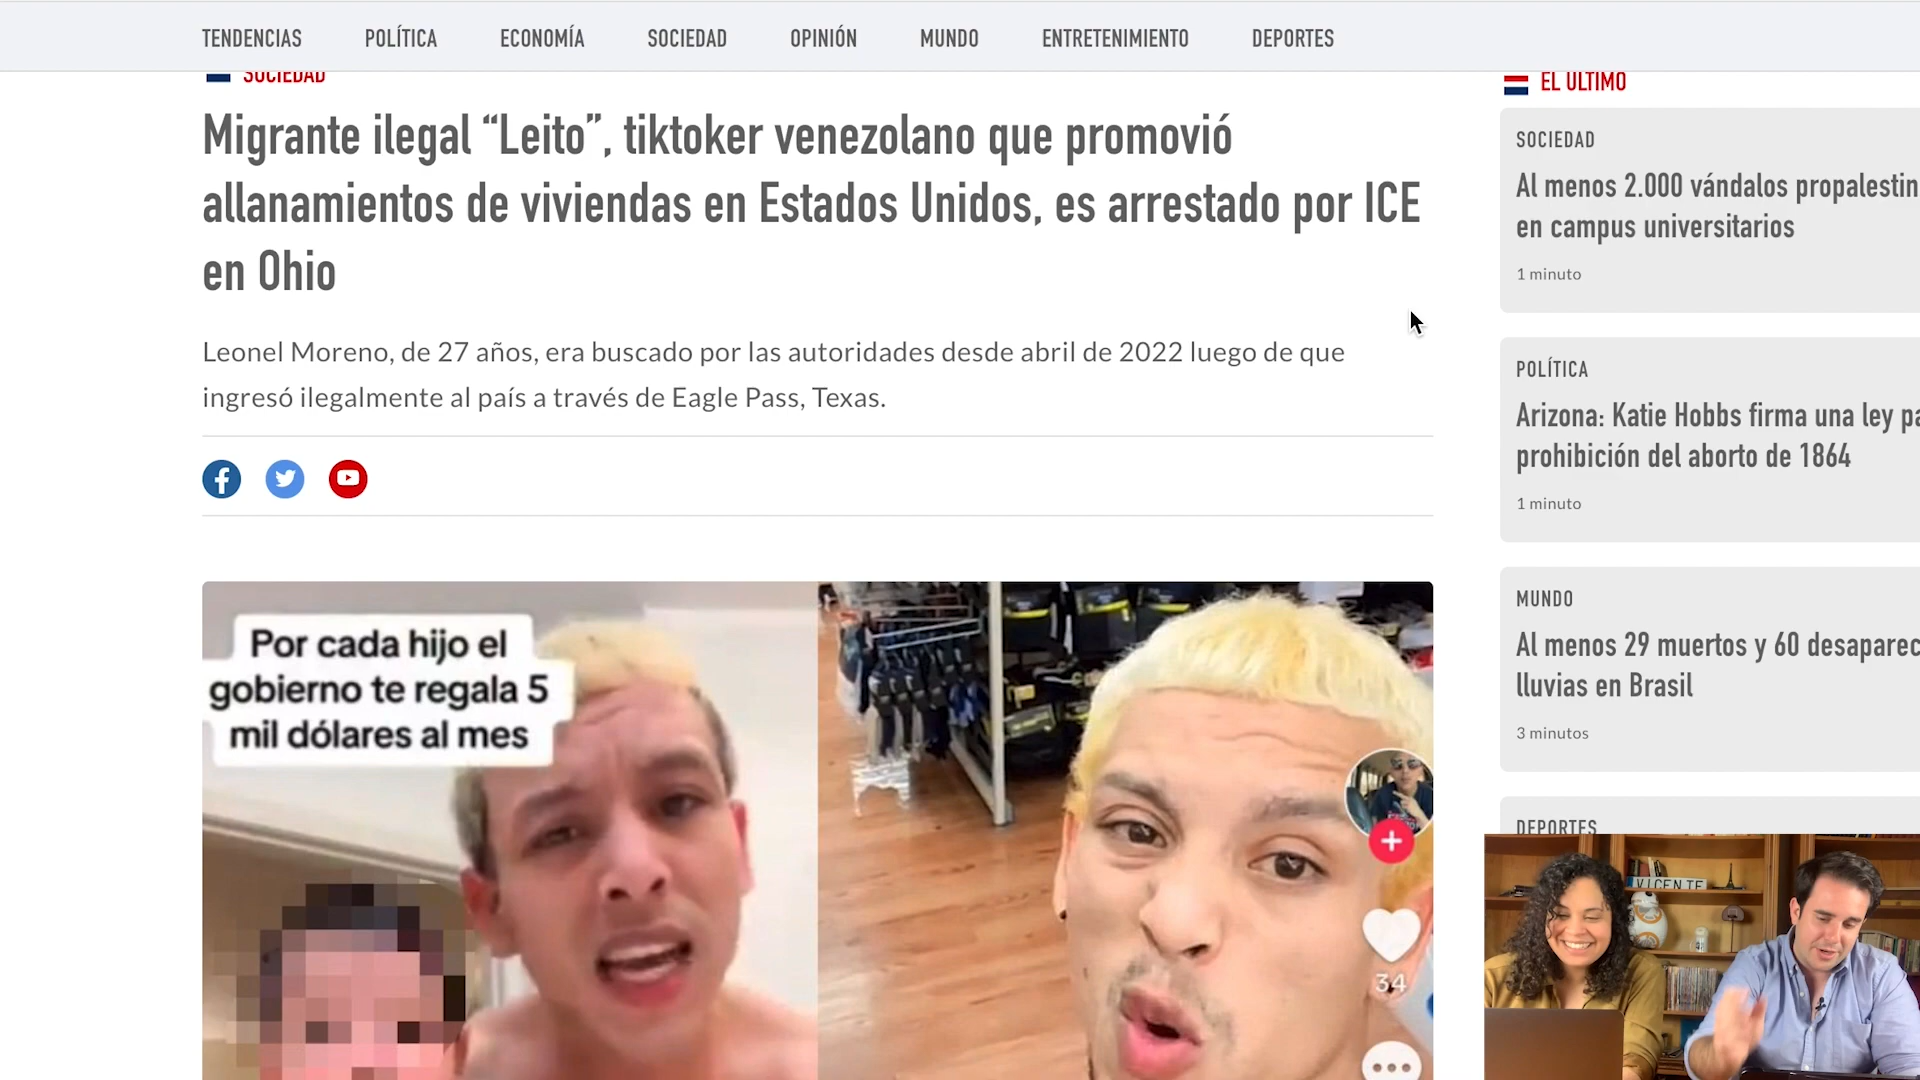 TENDENCIAS POLÍTICA ECONOMÍA SOCIEDAD OPINIÓN MUNDO ENTRETENIMIENTO DEPORTES
SOCIEDAD
Migrante ilegal “Leito”, tiktoker venezolano que promovió
allanamientos de viviendas en Estados Unidos, es arrestado por ICE
en Ohio
Leonel Moreno, de 27 años, era buscado por las autoridades desde abril de 2022 luego de que
ingresó ilegalmente al país a través de Eagle Pass, Texas.
Por cada hijo el
gobierno te regala 5
mil dólares al mes
34
EL ÚLTIMO
SOCIEDAD
Al menos 2.000 vándalos propalestin
en campus universitarios
1 minuto
POLÍTICA
Arizona: Katie Hobbs firma una ley pa
prohibición del aborto de 1864
1 minuto
MUNDO
Al menos 29 muertos y 60 desaparec
lluvias en Brasil
3 minutos
DEPORTES
VICENTE